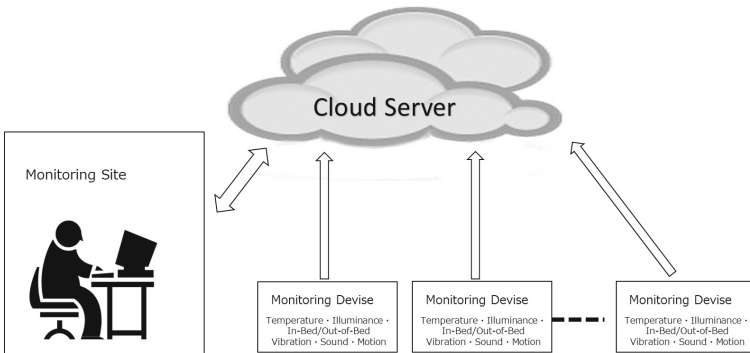 Cloud Server
Monitoring Site
Monitoring Devise
Temperature・Illuminance・
In-Bed/Out-of-Bed
Vibration・Sound・Motion
Monitoring Devise
Temperature・Illuminance・
In-Bed/Out-of-Bed
Vibration・Sound・Motion
Monitoring Devise
Temperature・Illuminance・
In-Bed/Out-of-Bed
Vibration・Sound・Motion